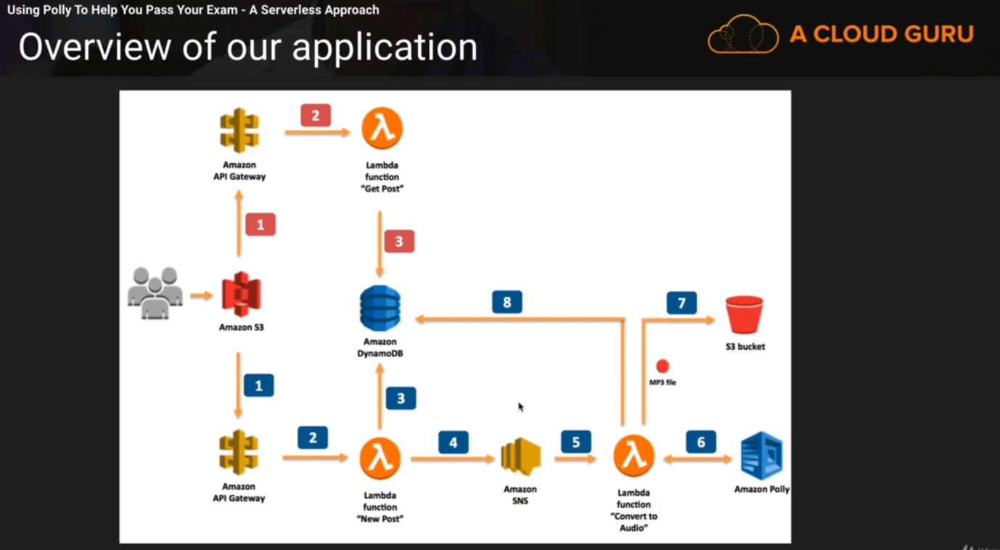 Using Polly To Help You Pass Your Exam - A Serverless Approach
Overview of our application
A CLOUD GURU
2
Amazon
API Gateway
Lambda
function
“Get Post”
1
3
Amazon S3
8
7
Amazon
DynamoDB
S3 bucket
MP3 file
1
3
2
4
5
6
Amazon
API Gateway
Lambda
function
“New Post”
Amazon
SNS
Lambda
function
“Convert to
Audio”
Amazon Polly